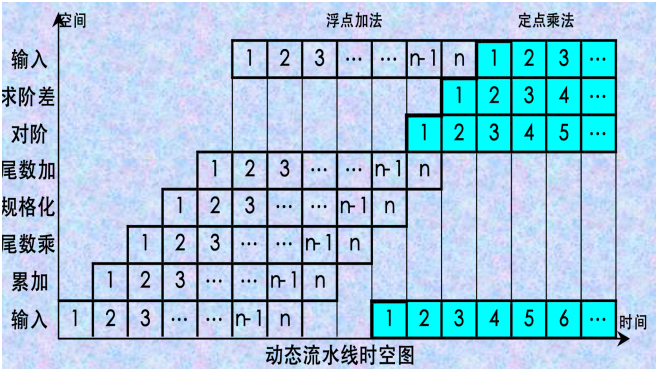 空间 浮点加法 定点乘法
输入 1 2 3 … … n-1 n 1 2 3 …
求阶差 1 2 3 4 …
对阶 1 2 3 4 5 …
尾数加 1 2 3 … … n-1 n
规格化 1 2 3 … … n-1 n
尾数乘 1 2 3 … … n-1 n
累加 1 2 3 … … n-1 n
输入 1 2 3 … … n-1 n 1 2 3 4 5 6 …
时间
动态流水线时空图